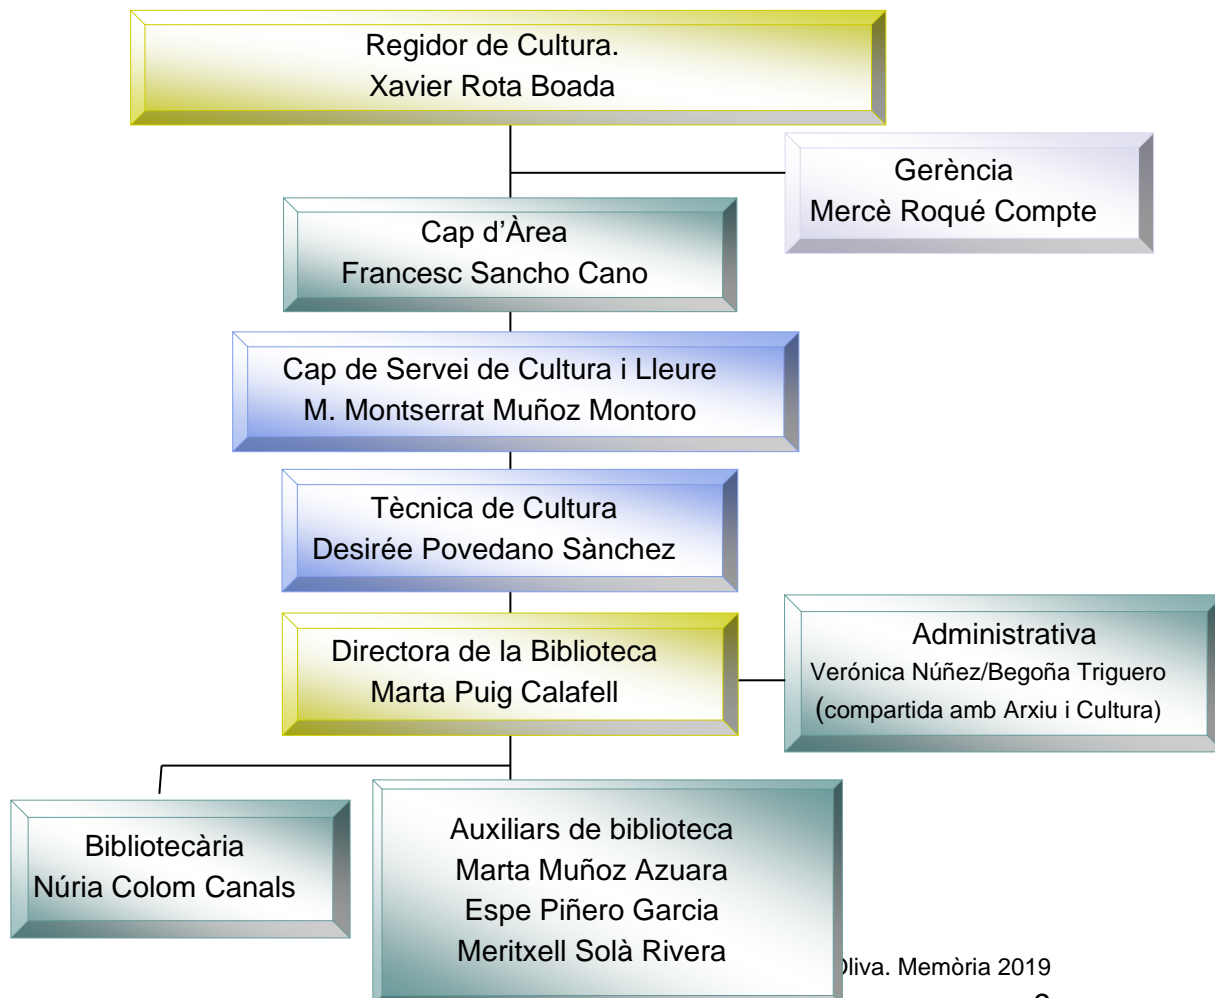 Regidor de Cultura.
Xavier Rota Boada
Gerència
Mercè Roqué Compte
Cap d’Àrea
Francesc Sancho Cano
Cap de Servei de Cultura i Lleure
M. Montserrat Muñoz Montoro
Tècnica de Cultura
Desirée Povedano Sànchez
Directora de la Biblioteca
Marta Puig Calafell
Administrativa
Verónica Núñez/Begoña Triguero
(compartida amb Arxiu i Cultura)
Bibliotecària
Núria Colom Canals
Auxiliars de biblioteca
Marta Muñoz Azuara
Espe Piñero Garcia
Meritxell Solà Rivera
Memòria 2019